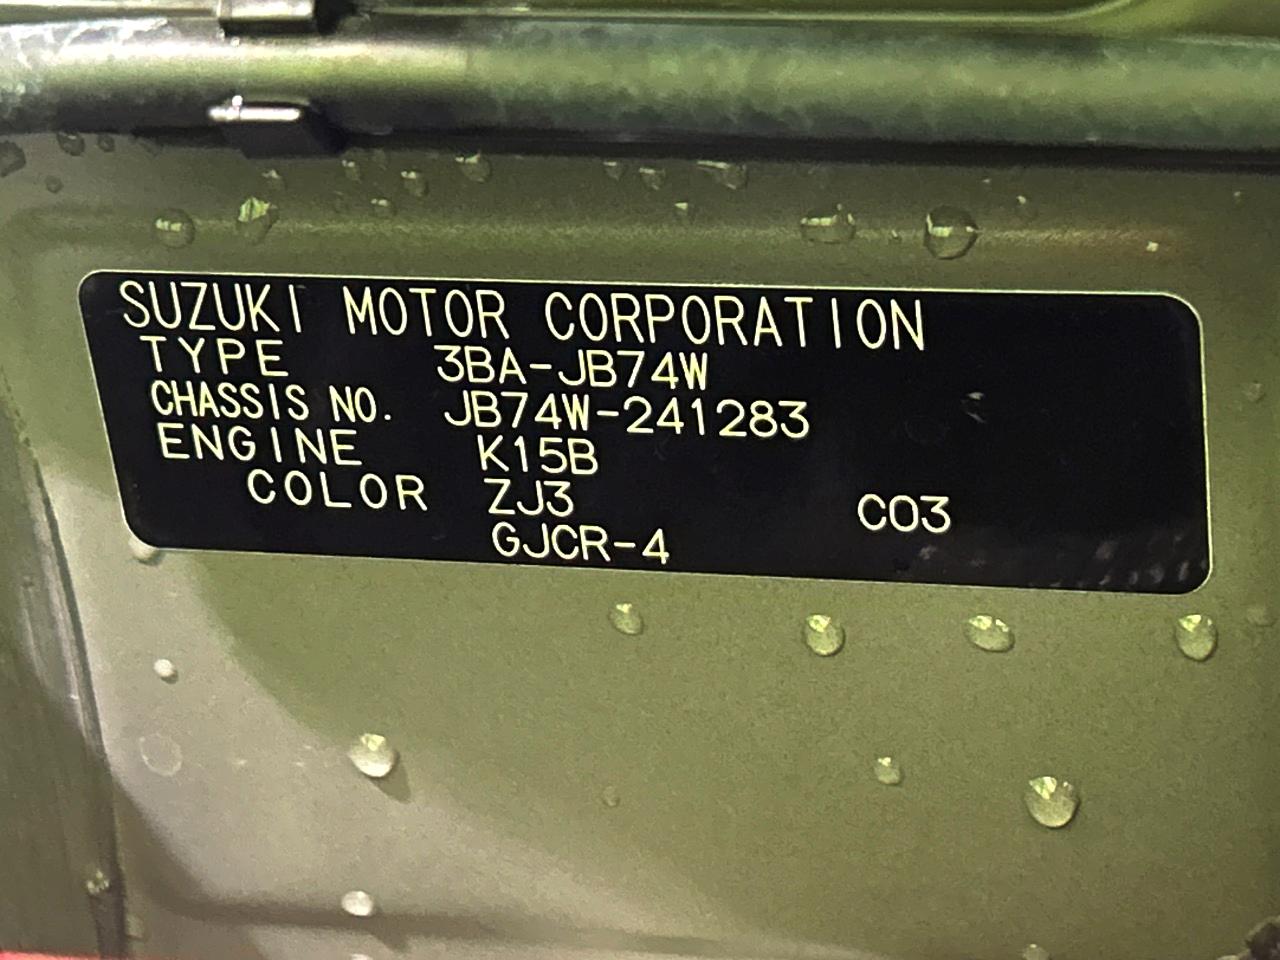 SUZUKI MOTOR CORPORATION
TYPE 3BA-JB74W
CHASSIS NO. JB74W-241283
ENGINE K15B
COLOR ZJ3 C03
GJCR-4